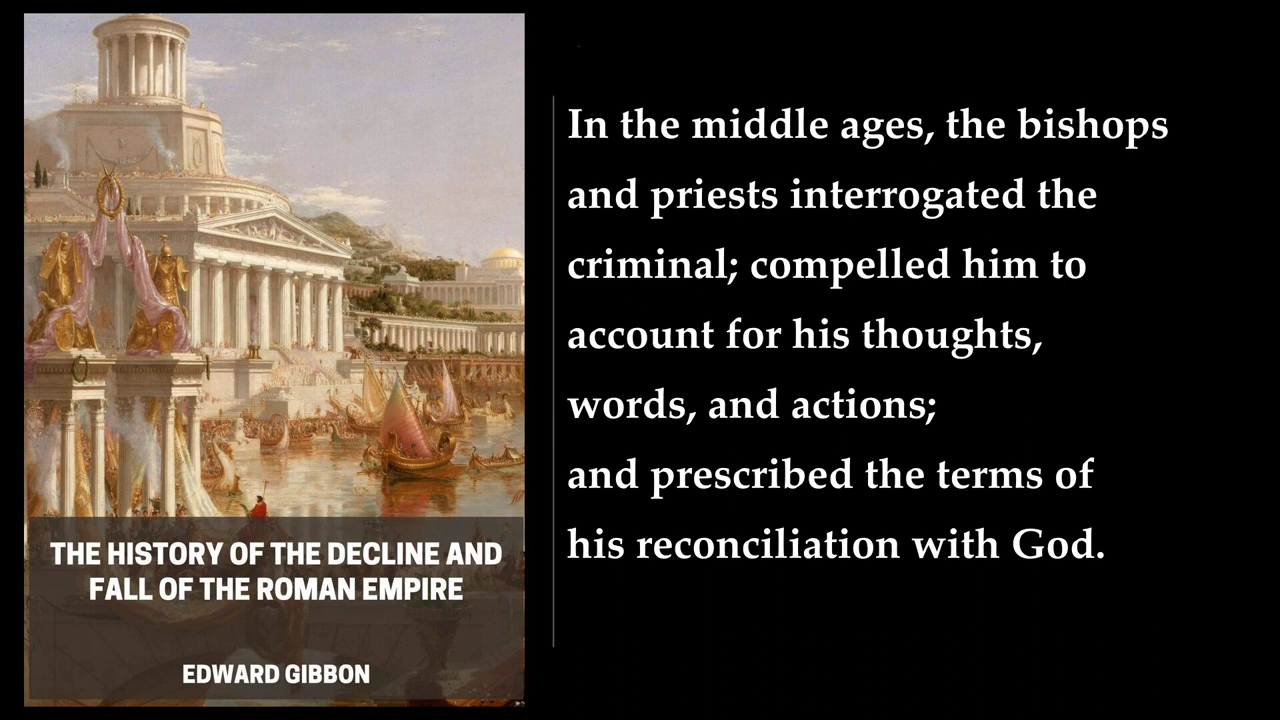 THE HISTORY OF THE DECLINE AND
FALL OF THE ROMAN EMPIRE
EDWARD GIBBON
In the middle ages, the bishops
and priests interrogated the
criminal; compelled him to
account for his thoughts,
words, and actions;
and prescribed the terms of
his reconciliation with God.